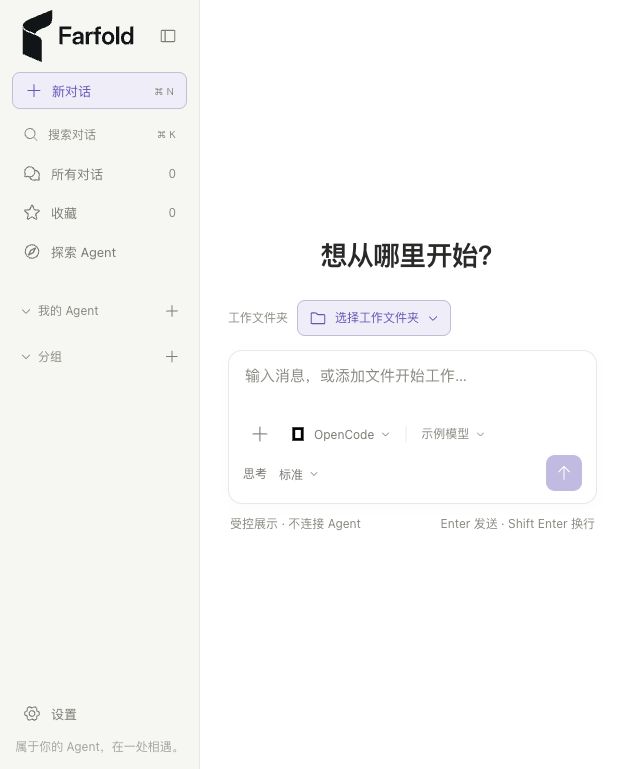 Farfold
新对话 ⌘ N
搜索对话 ⌘ K
所有对话 0
收藏 0
探索 Agent
我的 Agent
分组
设置
属于你的 Agent，在一处相遇。
想从哪里开始?
工作文件夹 选择工作文件夹
输入消息，或添加文件开始工作...
OpenCode 示例模型
思考 标准
受控展示 · 不连接 Agent Enter 发送 · Shift Enter 换行